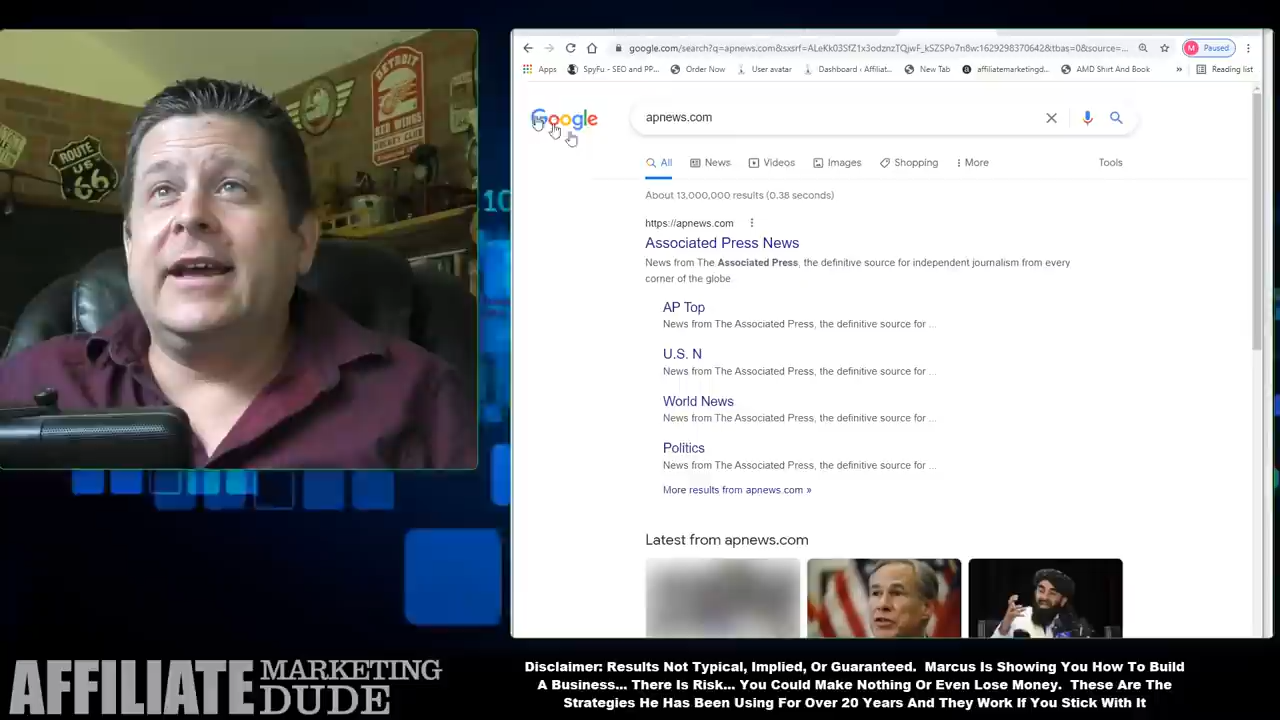 DETROIT
RED WINGS
HOCKEY CLUB
ROUTE
US
66
10
google.com/search?q=apnews.com&sxsrf=ALeKk03SfZ1x3odznzTQjwF_kSZSPo7n8w:1629298370642&tbas=0&source=...
M Paused
Apps
SpyFu - SEO and PP...
Order Now
User avatar
Dashboard ‹ Affiliat...
New Tab
affiliatemarketingd...
AMD Shirt And Book
»
Reading list
Google
apnews.com
All
News
Videos
Images
Shopping
More
Tools
About 13,000,000 results (0.38 seconds)
https://apnews.com
Associated Press News
News from The Associated Press, the definitive source for independent journalism from every
corner of the globe
AP Top
News from The Associated Press, the definitive source for ...
U.S. N
News from The Associated Press, the definitive source for ...
World News
News from The Associated Press, the definitive source for ...
Politics
News from The Associated Press, the definitive source for ...
More results from apnews.com »
Latest from apnews.com
AFFILIATE MARKETING DUDE
Disclaimer: Results Not Typical, Implied, Or Guaranteed. Marcus Is Showing You How To Build
A Business... There Is Risk... You Could Make Nothing Or Even Lose Money. These Are The
Strategies He Has Been Using For Over 20 Years And They Work If You Stick With It